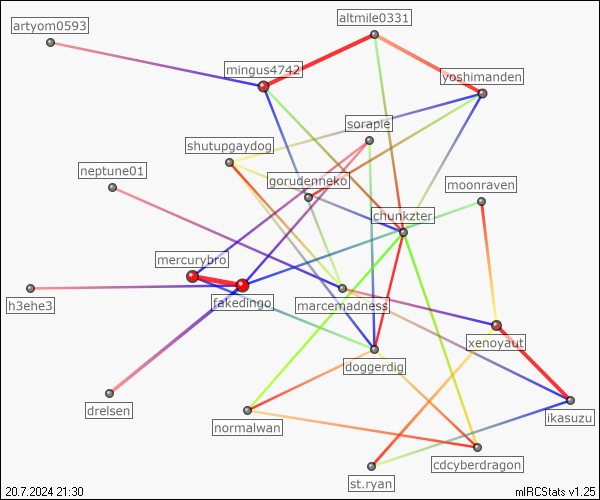 altmile0331
artyom0593
mingus4742
yoshimanden
sorapie
shutupgaydog
neptune01
gorudenneko
moonraven
chunkzter
mercurybro
fakedingo
h3ehe3
marcemadness
xenoyaut
doggerdig
drelsen
ikasuzu
normalwan
cdcyberdragon
st.ryan
20.7.2024 21:30
mIRCStats v1.25